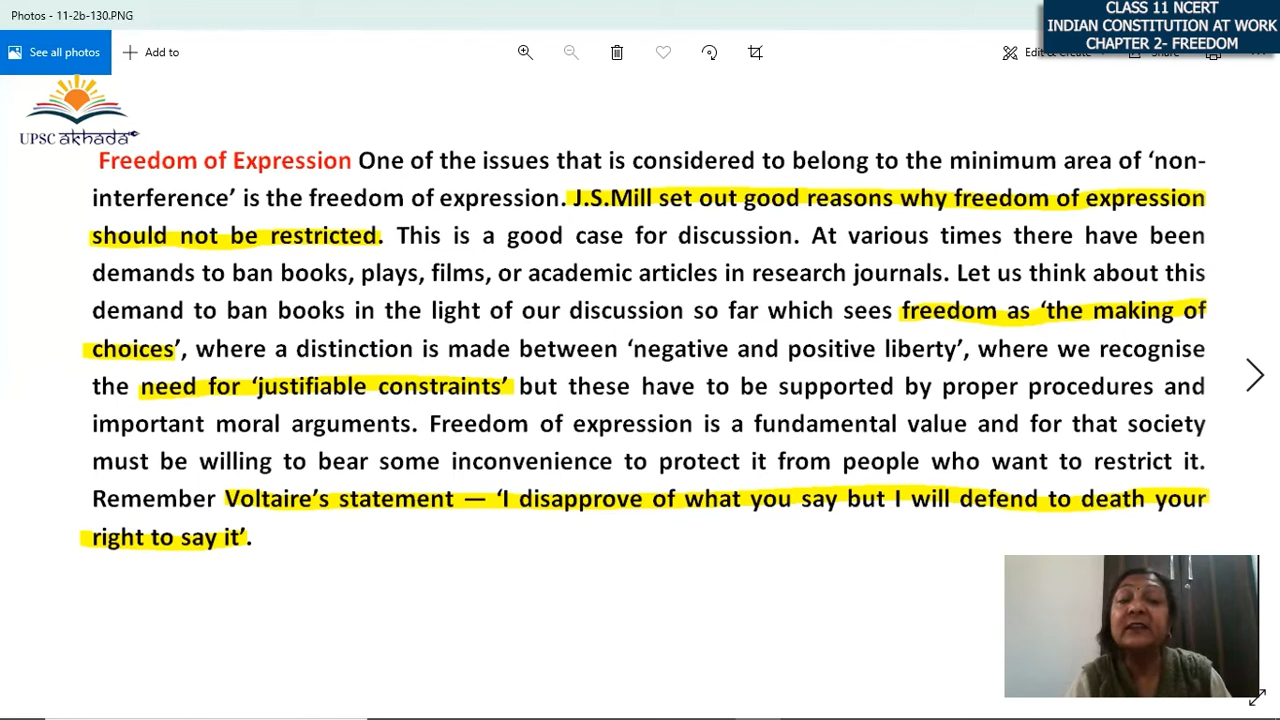 Photos - 11-2b-130.PNG
CLASS 11 NCERT
INDIAN CONSTITUTION AT WORK
CHAPTER 2- FREEDOM
See all photos
Add to
Edit & Create
Share
UPSC akhada
Freedom of Expression One of the issues that is considered to belong to the minimum area of ‘non-
interference’ is the freedom of expression. J.S.Mill set out good reasons why freedom of expression
should not be restricted. This is a good case for discussion. At various times there have been
demands to ban books, plays, films, or academic articles in research journals. Let us think about this
demand to ban books in the light of our discussion so far which sees freedom as ‘the making of
choices’, where a distinction is made between ‘negative and positive liberty’, where we recognise
the need for ‘justifiable constraints’ but these have to be supported by proper procedures and
important moral arguments. Freedom of expression is a fundamental value and for that society
must be willing to bear some inconvenience to protect it from people who want to restrict it.
Remember Voltaire’s statement — ‘I disapprove of what you say but I will defend to death your
right to say it’.